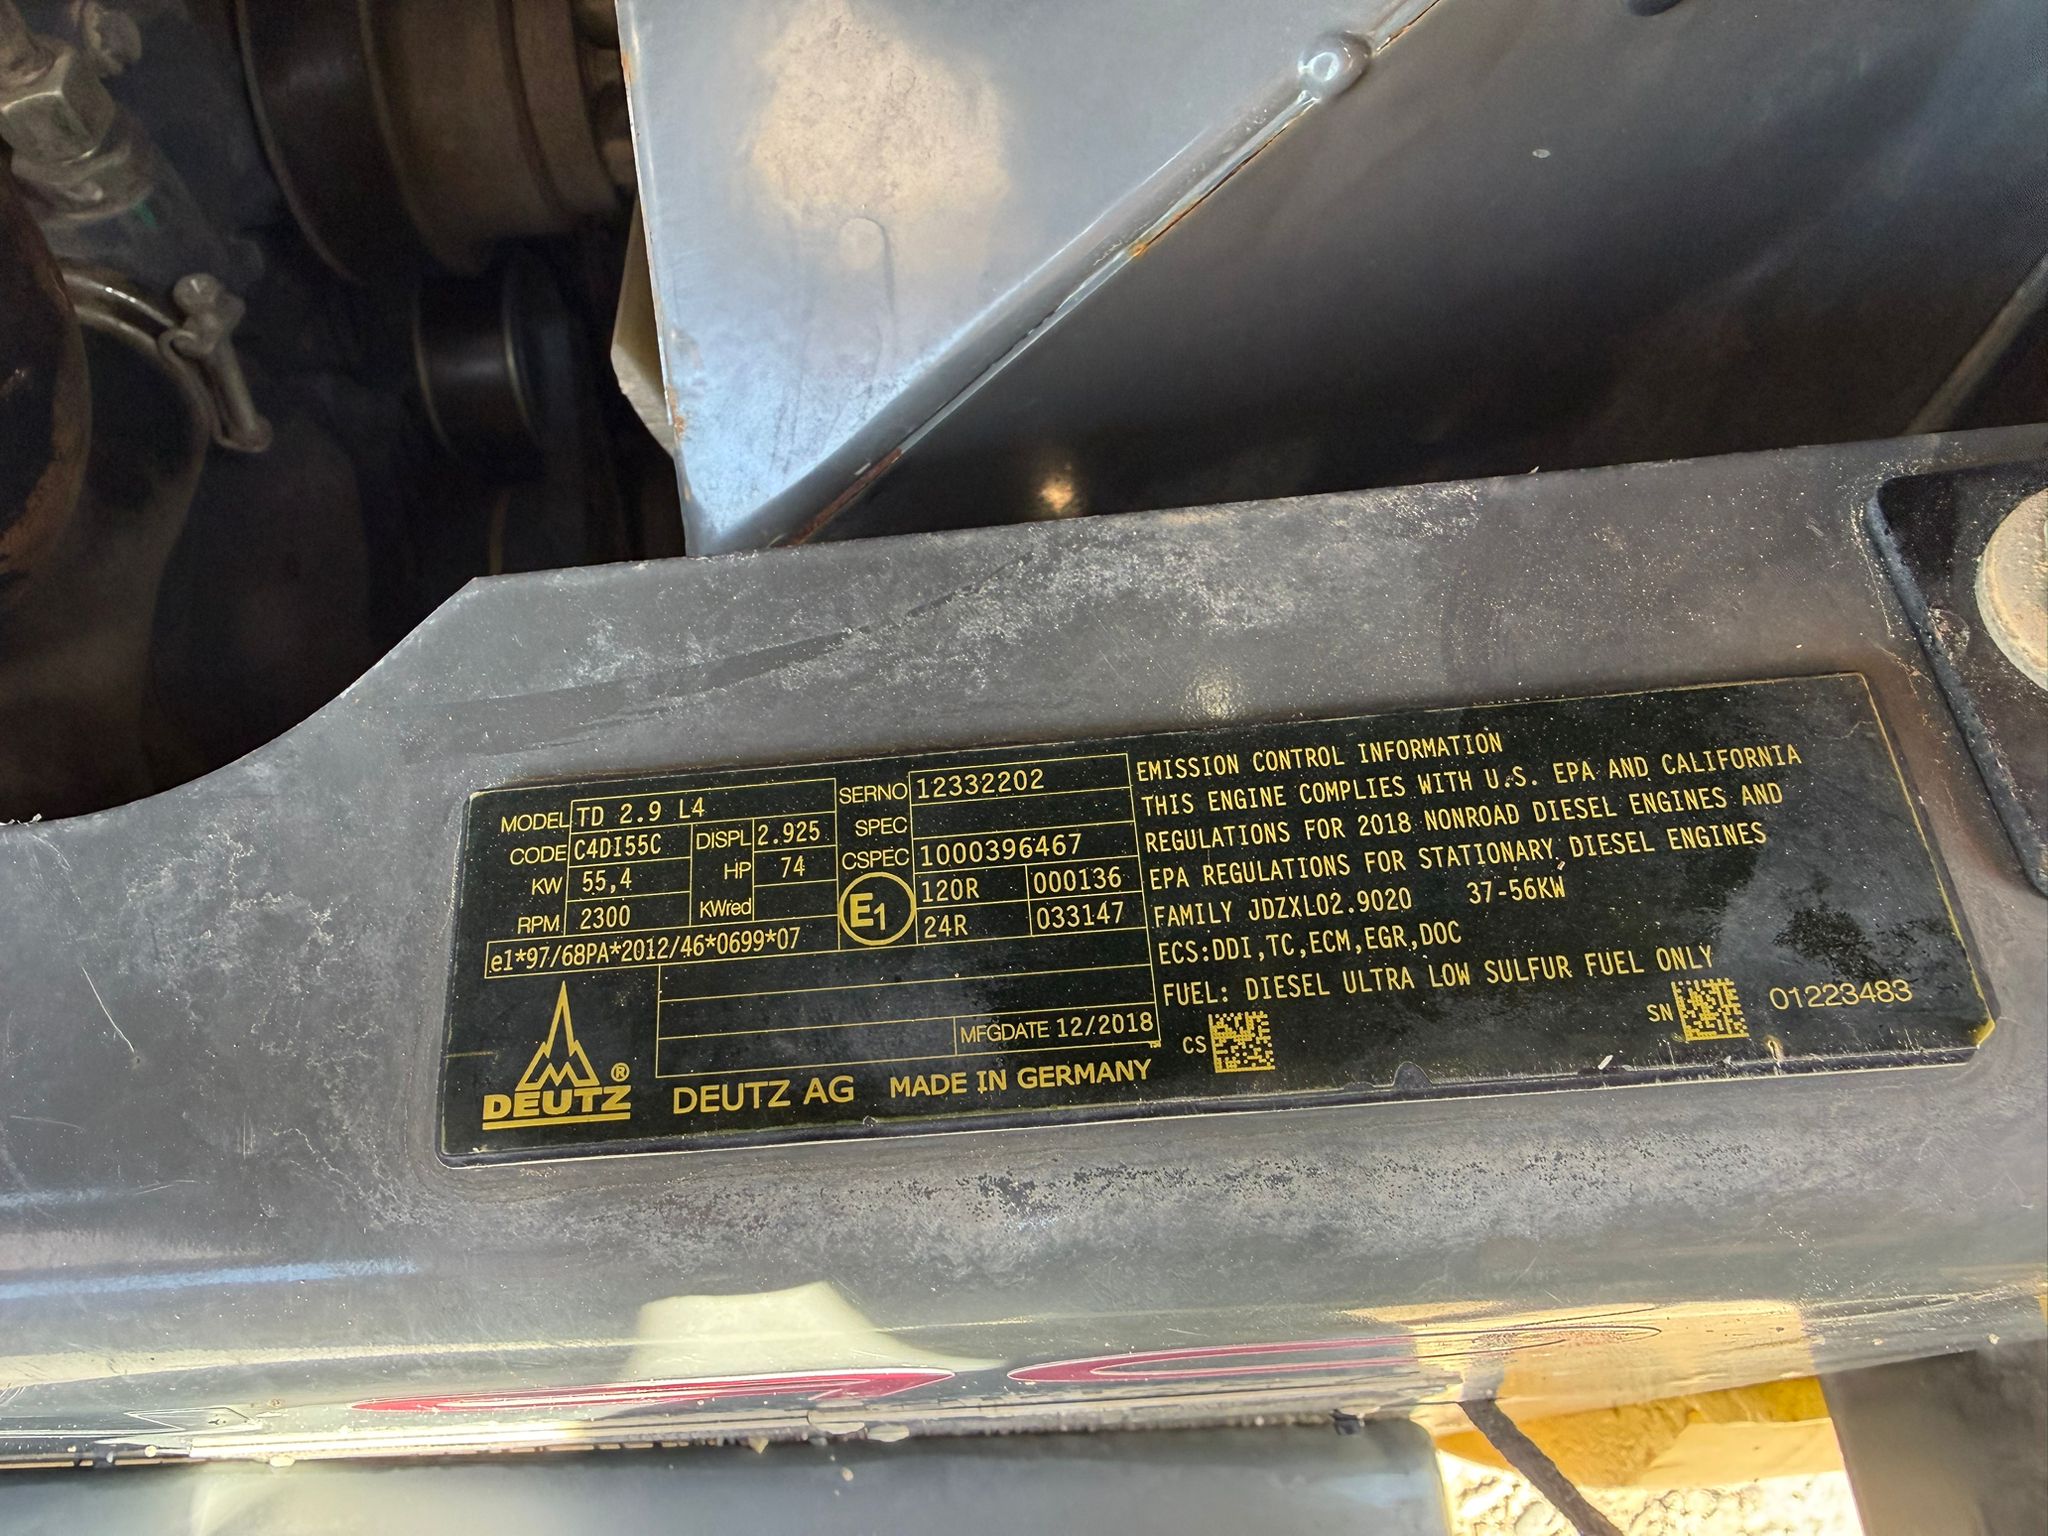 MODEL TD 2.9 L4
CODE C4DI55C DISPL 2.925
KW 55,4 HP 74
RPM 2300 KWred
e1*97/68PA*2012/46*0699*07
SERNO 12332202
SPEC
CSPEC 1000396467
E1 120R 000136
24R 033147
MFGDATE 12/2018
DEUTZ ®
DEUTZ AG MADE IN GERMANY
EMISSION CONTROL INFORMATION
THIS ENGINE COMPLIES WITH U.S. EPA AND CALIFORNIA
REGULATIONS FOR 2018 NONROAD DIESEL ENGINES AND
EPA REGULATIONS FOR STATIONARY DIESEL ENGINES
FAMILY JDZXL02.9020 37-56KW
ECS:DDI,TC,ECM,EGR,DOC
FUEL: DIESEL ULTRA LOW SULFUR FUEL ONLY
CS SN 01223483